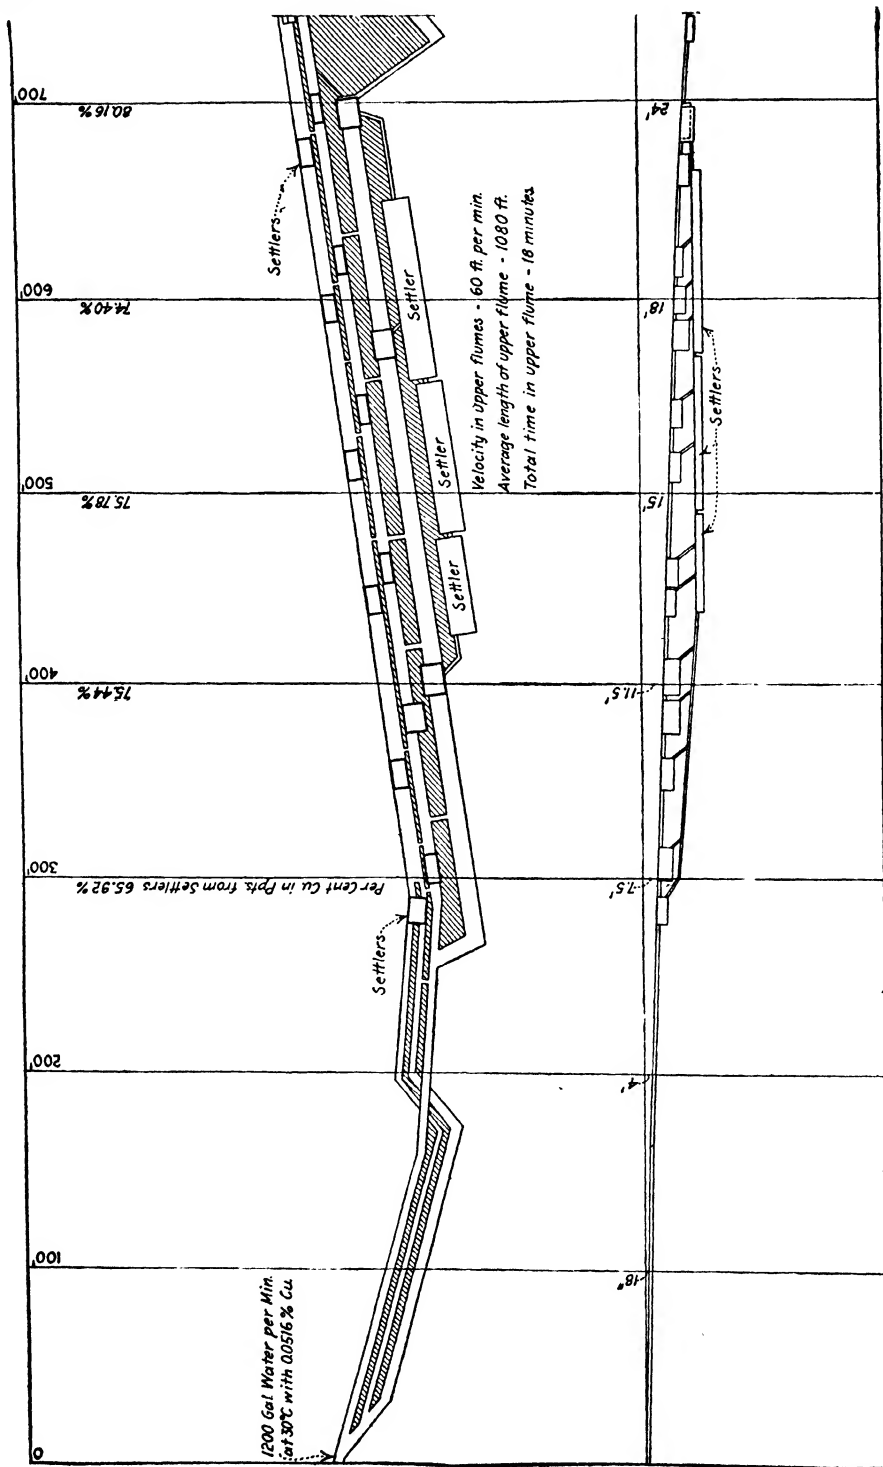 700'
80.16%
24'
Settlers
600'
74.40%
18'
Settler
Velocity in upper flumes - 60 ft. per min.
Average length of upper flume - 1080 ft.
Total time in upper flume - 18 minutes
Settlers
500'
75.78%
15'
Settler
Settler
400'
75.44%
11.5'
300'
Per Cent Cu in Ppts. from Settlers 65.92%
7.5'
Settlers
200'
4'
100'
18"
1200 Gal. Water per Min.
at 30°C with 0.0516% Cu.
0